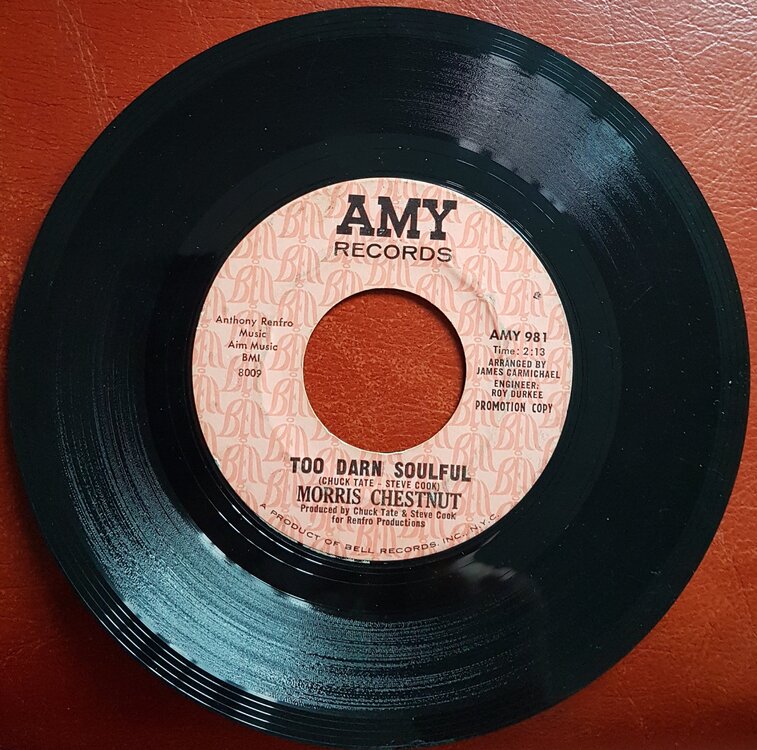 AMY
RECORDS
Anthony Renfro
Music
Aim Music
BMI
8009
AMY 981
Time: 2:13
ARRANGED BY
JAMES CARMICHAEL
ENGINEER:
ROY DURKEE
PROMOTION COPY
TOO DARN SOULFUL
(CHUCK TATE - STEVE COOK)
MORRIS CHESTNUT
Produced by Chuck Tate & Steve Cook
for Renfro Productions
A PRODUCT OF BELL RECORDS, INC., N.Y.C.